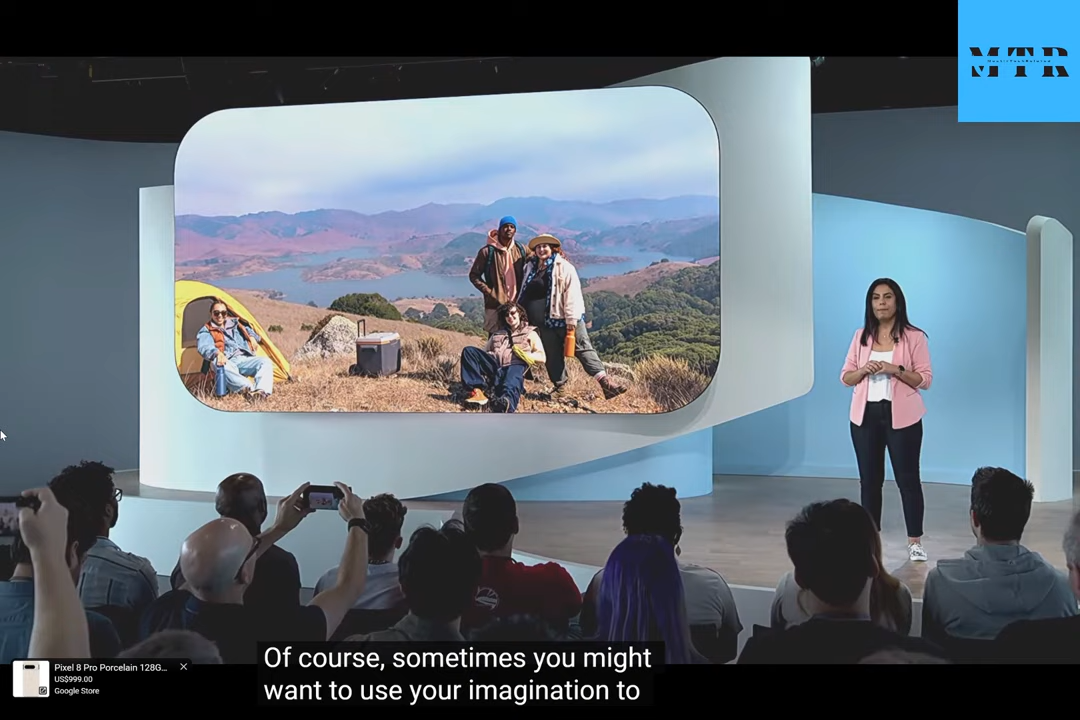 MTR
Pixel 8 Pro Porcelain 128G...
US$999.00
Google Store
Of course, sometimes you might
want to use your imagination to